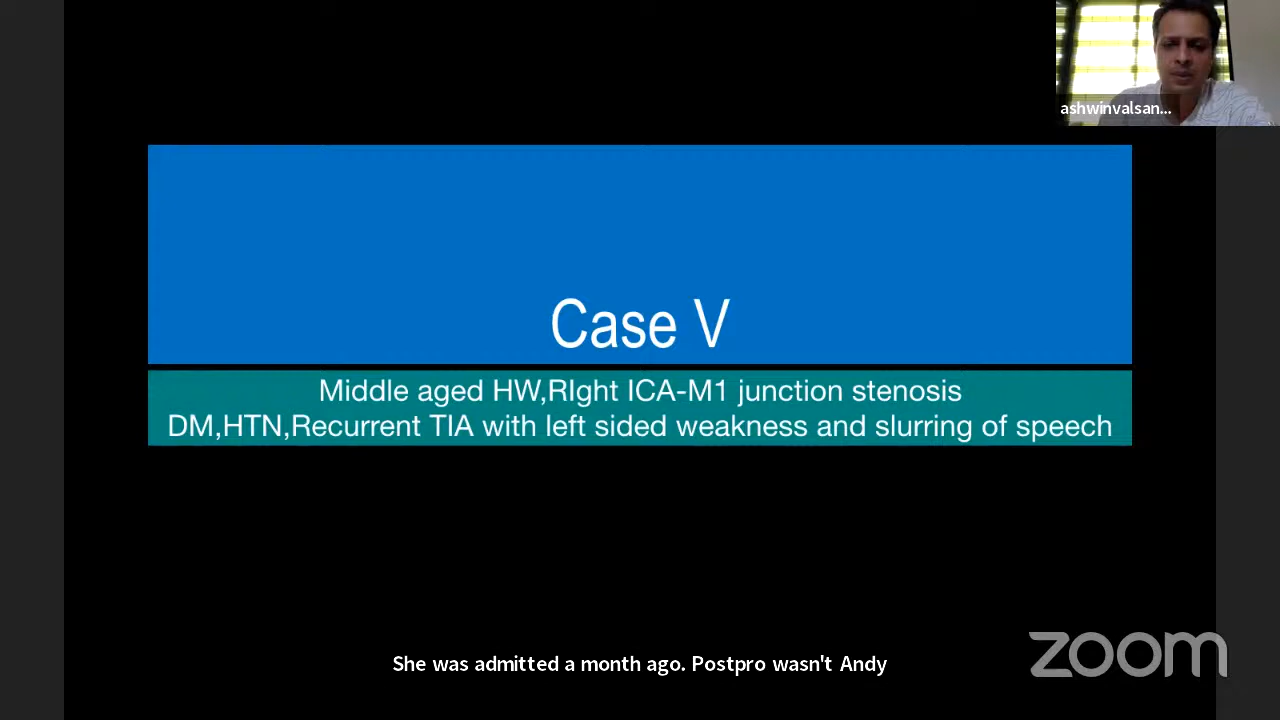 ashwinvalsan...
Case V
Middle aged HW,RIght ICA-M1 junction stenosis
DM,HTN,Recurrent TIA with left sided weakness and slurring of speech
She was admitted a month ago. Postpro wasn't Andy
zoom